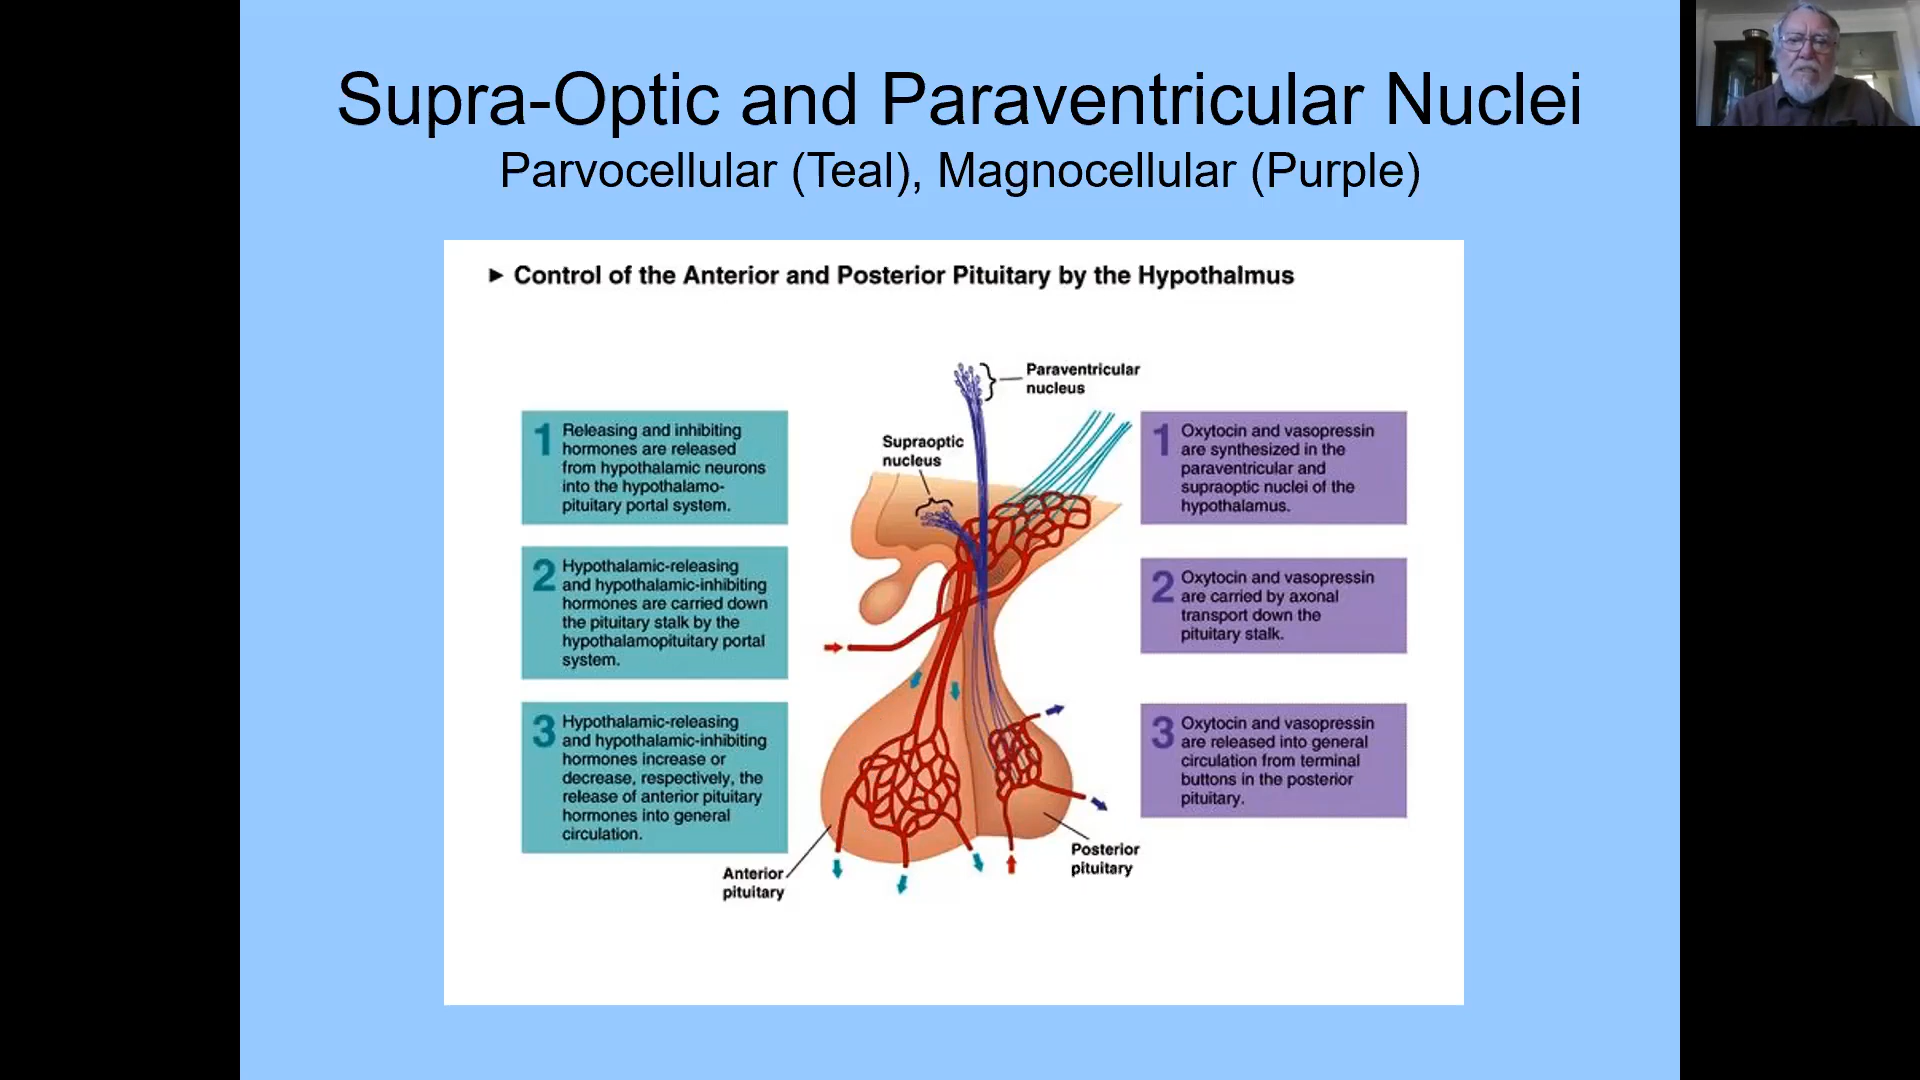 Supra-Optic and Paraventricular Nuclei
Parvocellular (Teal), Magnocellular (Purple)
► Control of the Anterior and Posterior Pituitary by the Hypothalmus
Paraventricular
nucleus
Supraoptic
nucleus
1 Releasing and inhibiting
hormones are released
from hypothalamic neurons
into the hypothalamo-
pituitary portal system.
2 Hypothalamic-releasing
and hypothalamic-inhibiting
hormones are carried down
the pituitary stalk by the
hypothalamopituitary portal
system.
3 Hypothalamic-releasing
and hypothalamic-inhibiting
hormones increase or
decrease, respectively, the
release of anterior pituitary
hormones into general
circulation.
1 Oxytocin and vasopressin
are synthesized in the
paraventricular and
supraoptic nuclei of the
hypothalamus.
2 Oxytocin and vasopressin
are carried by axonal
transport down the
pituitary stalk.
3 Oxytocin and vasopressin
are released into general
circulation from terminal
buttons in the posterior
pituitary.
Anterior
pituitary
Posterior
pituitary